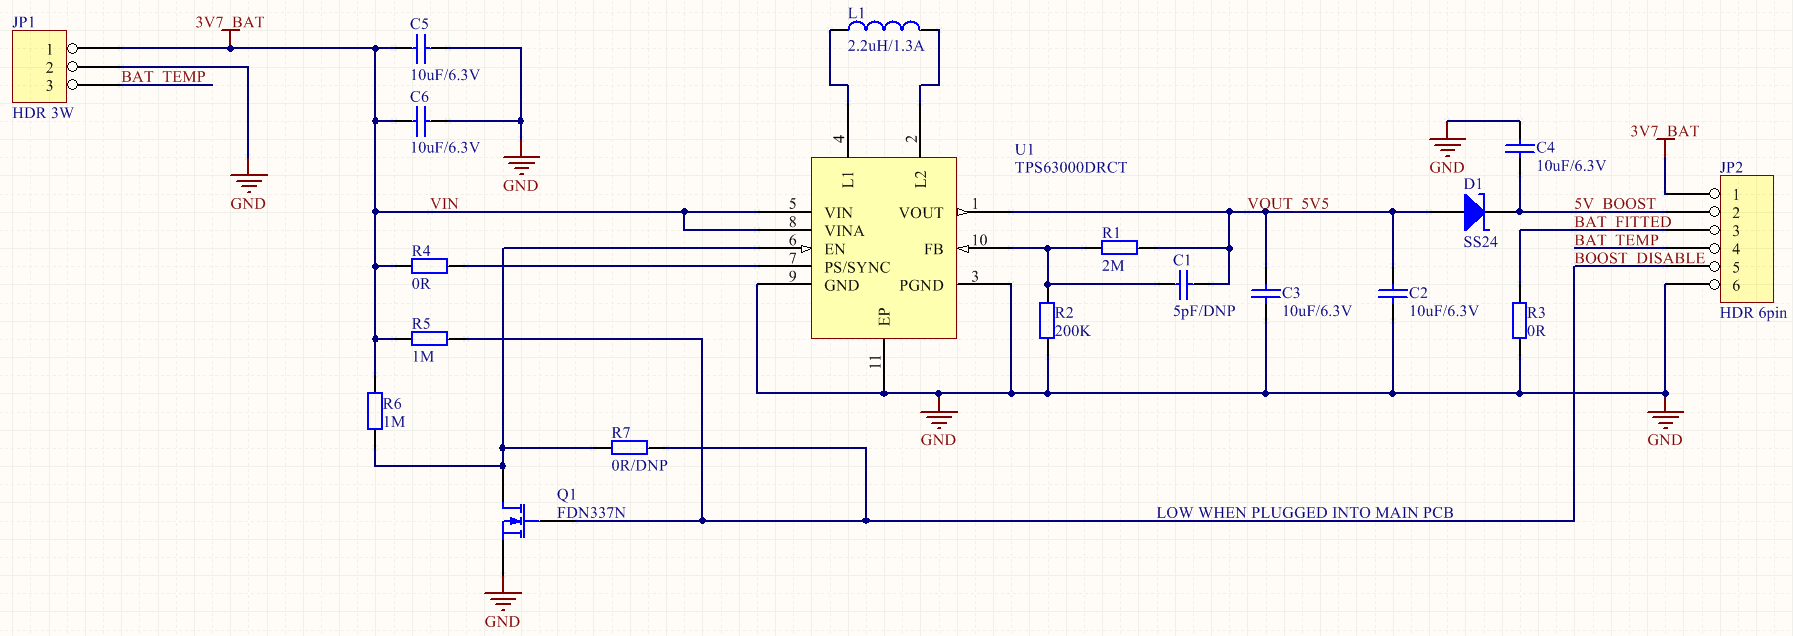 JP1
1
2
3
HDR 3W
3V7_BAT
BAT_TEMP
GND
C5
10uF/6.3V
C6
10uF/6.3V
GND
VIN
R4
0R
R5
1M
R6
1M
R7
0R/DNP
Q1
FDN337N
GND
L1
2.2uH/1.3A
4
2
U1
TPS63000DRCT
L1
L2
5
VIN
8
VINA
6
EN
7
PS/SYNC
9
GND
VOUT
1
FB
10
PGND
3
EP
11
GND
R1
2M
C1
5pF/DNP
R2
200K
VOUT_5V5
C3
10uF/6.3V
C2
10uF/6.3V
D1
SS24
GND
C4
10uF/6.3V
R3
0R
3V7_BAT
JP2
5V_BOOST
BAT_FITTED
BAT_TEMP
BOOST_DISABLE
1
2
3
4
5
6
HDR 6pin
GND
LOW WHEN PLUGGED INTO MAIN PCB